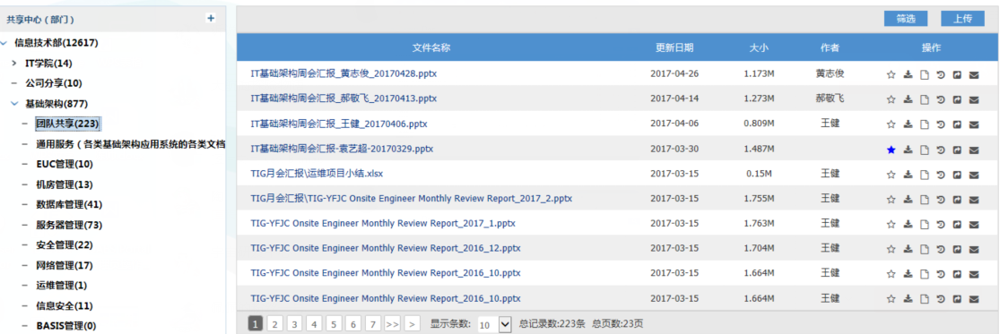 共享中心（部门） +
信息技术部(12617)
IT学院(14)
公司分享(10)
基础架构(877)
团队共享(223)
通用服务（各类基础架构应用系统的各类文档
EUC管理(10)
机房管理(13)
数据库管理(41)
服务器管理(73)
安全管理(22)
网络管理(17)
运维管理(1)
信息安全(11)
BASIS管理(0)
筛选 上传
文件名称 更新日期 大小 作者 操作
IT基础架构周会汇报_黄志俊_20170428.pptx 2017-04-26 1.173M 黄志俊
IT基础架构周会汇报_郝敬飞_20170413.pptx 2017-04-14 1.273M 郝敬飞
IT基础架构周会汇报_王健_20170406.pptx 2017-04-06 0.809M 王健
IT基础架构周会汇报-袁艺超-20170329.pptx 2017-03-30 1.487M
TIG月会汇报\运维项目小结.xlsx 2017-03-15 0.15M 王健
TIG月会汇报\TIG-YFJC Onsite Engineer Monthly Review Report_2017_2.pptx 2017-03-15 1.755M 王健
TIG-YFJC Onsite Engineer Monthly Review Report_2017_1.pptx 2017-03-15 1.763M 王健
TIG-YFJC Onsite Engineer Monthly Review Report_2016_12.pptx 2017-03-15 1.704M 王健
TIG-YFJC Onsite Engineer Monthly Review Report_2016_10.pptx 2017-03-15 1.664M 王健
TIG-YFJC Onsite Engineer Monthly Review Report_2016_10.pptx 2017-03-15 1.664M 王健
1 2 3 4 5 6 7 >> > 显示条数: 10 总记录数:223条 总页数:23页